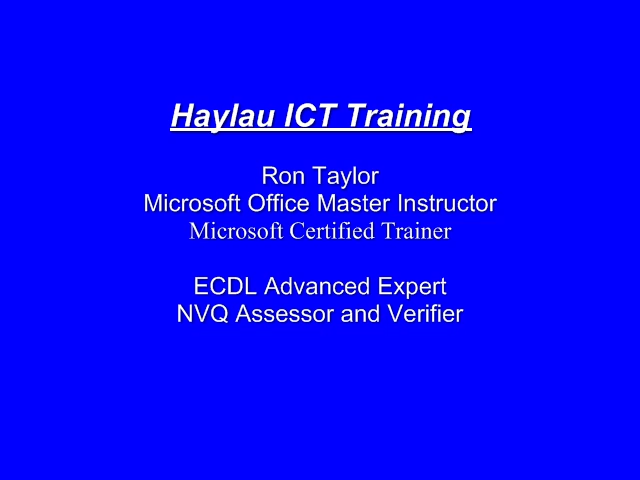 Haylau ICT Training
Ron Taylor
Microsoft Office Master Instructor
Microsoft Certified Trainer
ECDL Advanced Expert
NVQ Assessor and Verifier